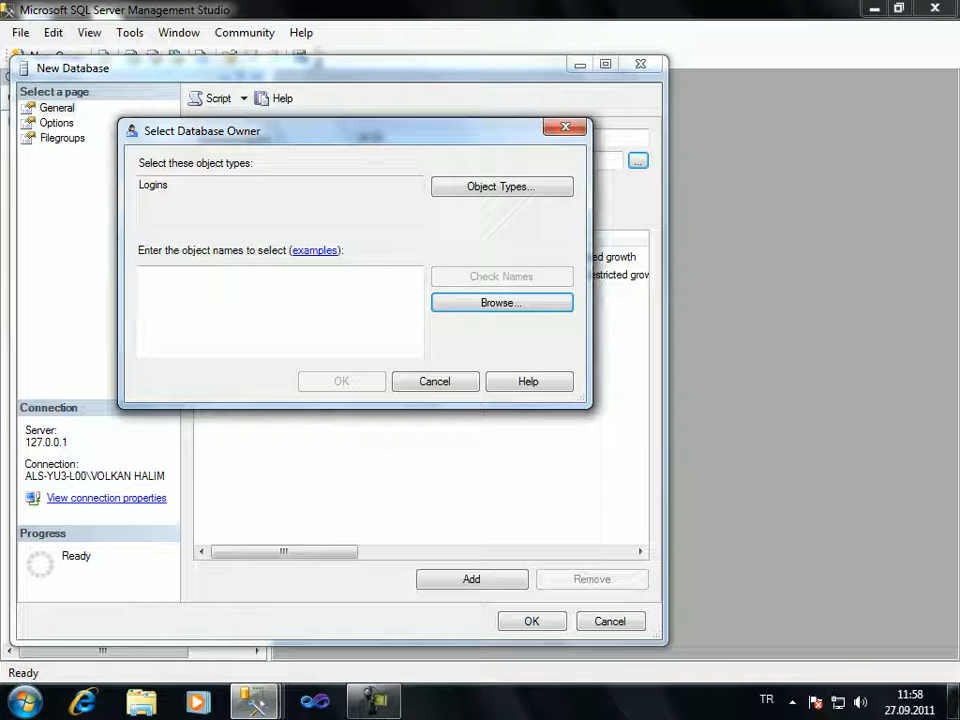 Microsoft SQL Server Management Studio
File Edit View Tools Window Community Help
New Database
Select a page
General
Options
Filegroups
Script Help
Select Database Owner
Select these object types:
Logins
Object Types...
Enter the object names to select (examples):
Check Names
Browse...
OK Cancel Help
...
ed growth
stricted grov
Connection
Server:
127.0.0.1
Connection:
ALS-YU3-L00\VOLKAN HALIM
View connection properties
Progress
Ready
Add Remove
OK Cancel
Ready
TR
11:58
27.09.2011